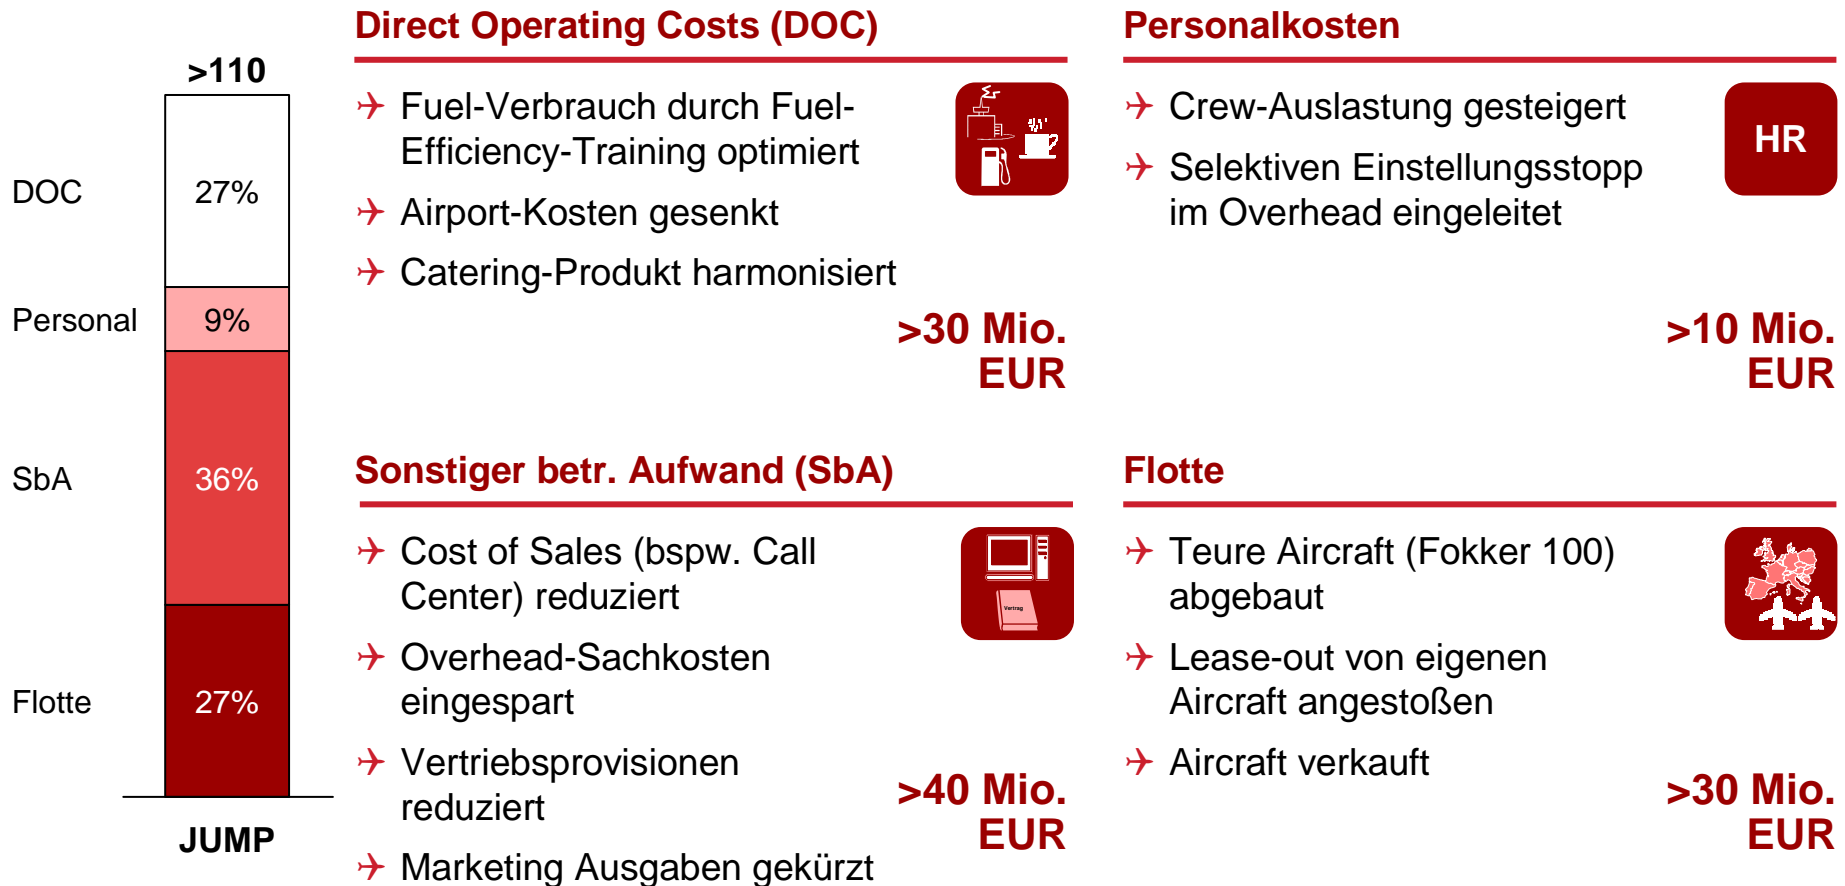 >110
DOC
27%
Personal
9%
SbA
36%
Flotte
27%
JUMP
Direct Operating Costs (DOC)
Fuel-Verbrauch durch Fuel-
Efficiency-Training optimiert
Airport-Kosten gesenkt
Catering-Produkt harmonisiert
>30 Mio.
EUR
Personalkosten
HR
Crew-Auslastung gesteigert
Selektiven Einstellungsstopp
im Overhead eingeleitet
>10 Mio.
EUR
Sonstiger betr. Aufwand (SbA)
Cost of Sales (bspw. Call
Center) reduziert
Vertrag
Overhead-Sachkosten
eingespart
Vertriebsprovisionen
reduziert
Marketing Ausgaben gekürzt
>40 Mio.
EUR
Flotte
Teure Aircraft (Fokker 100)
abgebaut
Lease-out von eigenen
Aircraft angestoßen
Aircraft verkauft
>30 Mio.
EUR